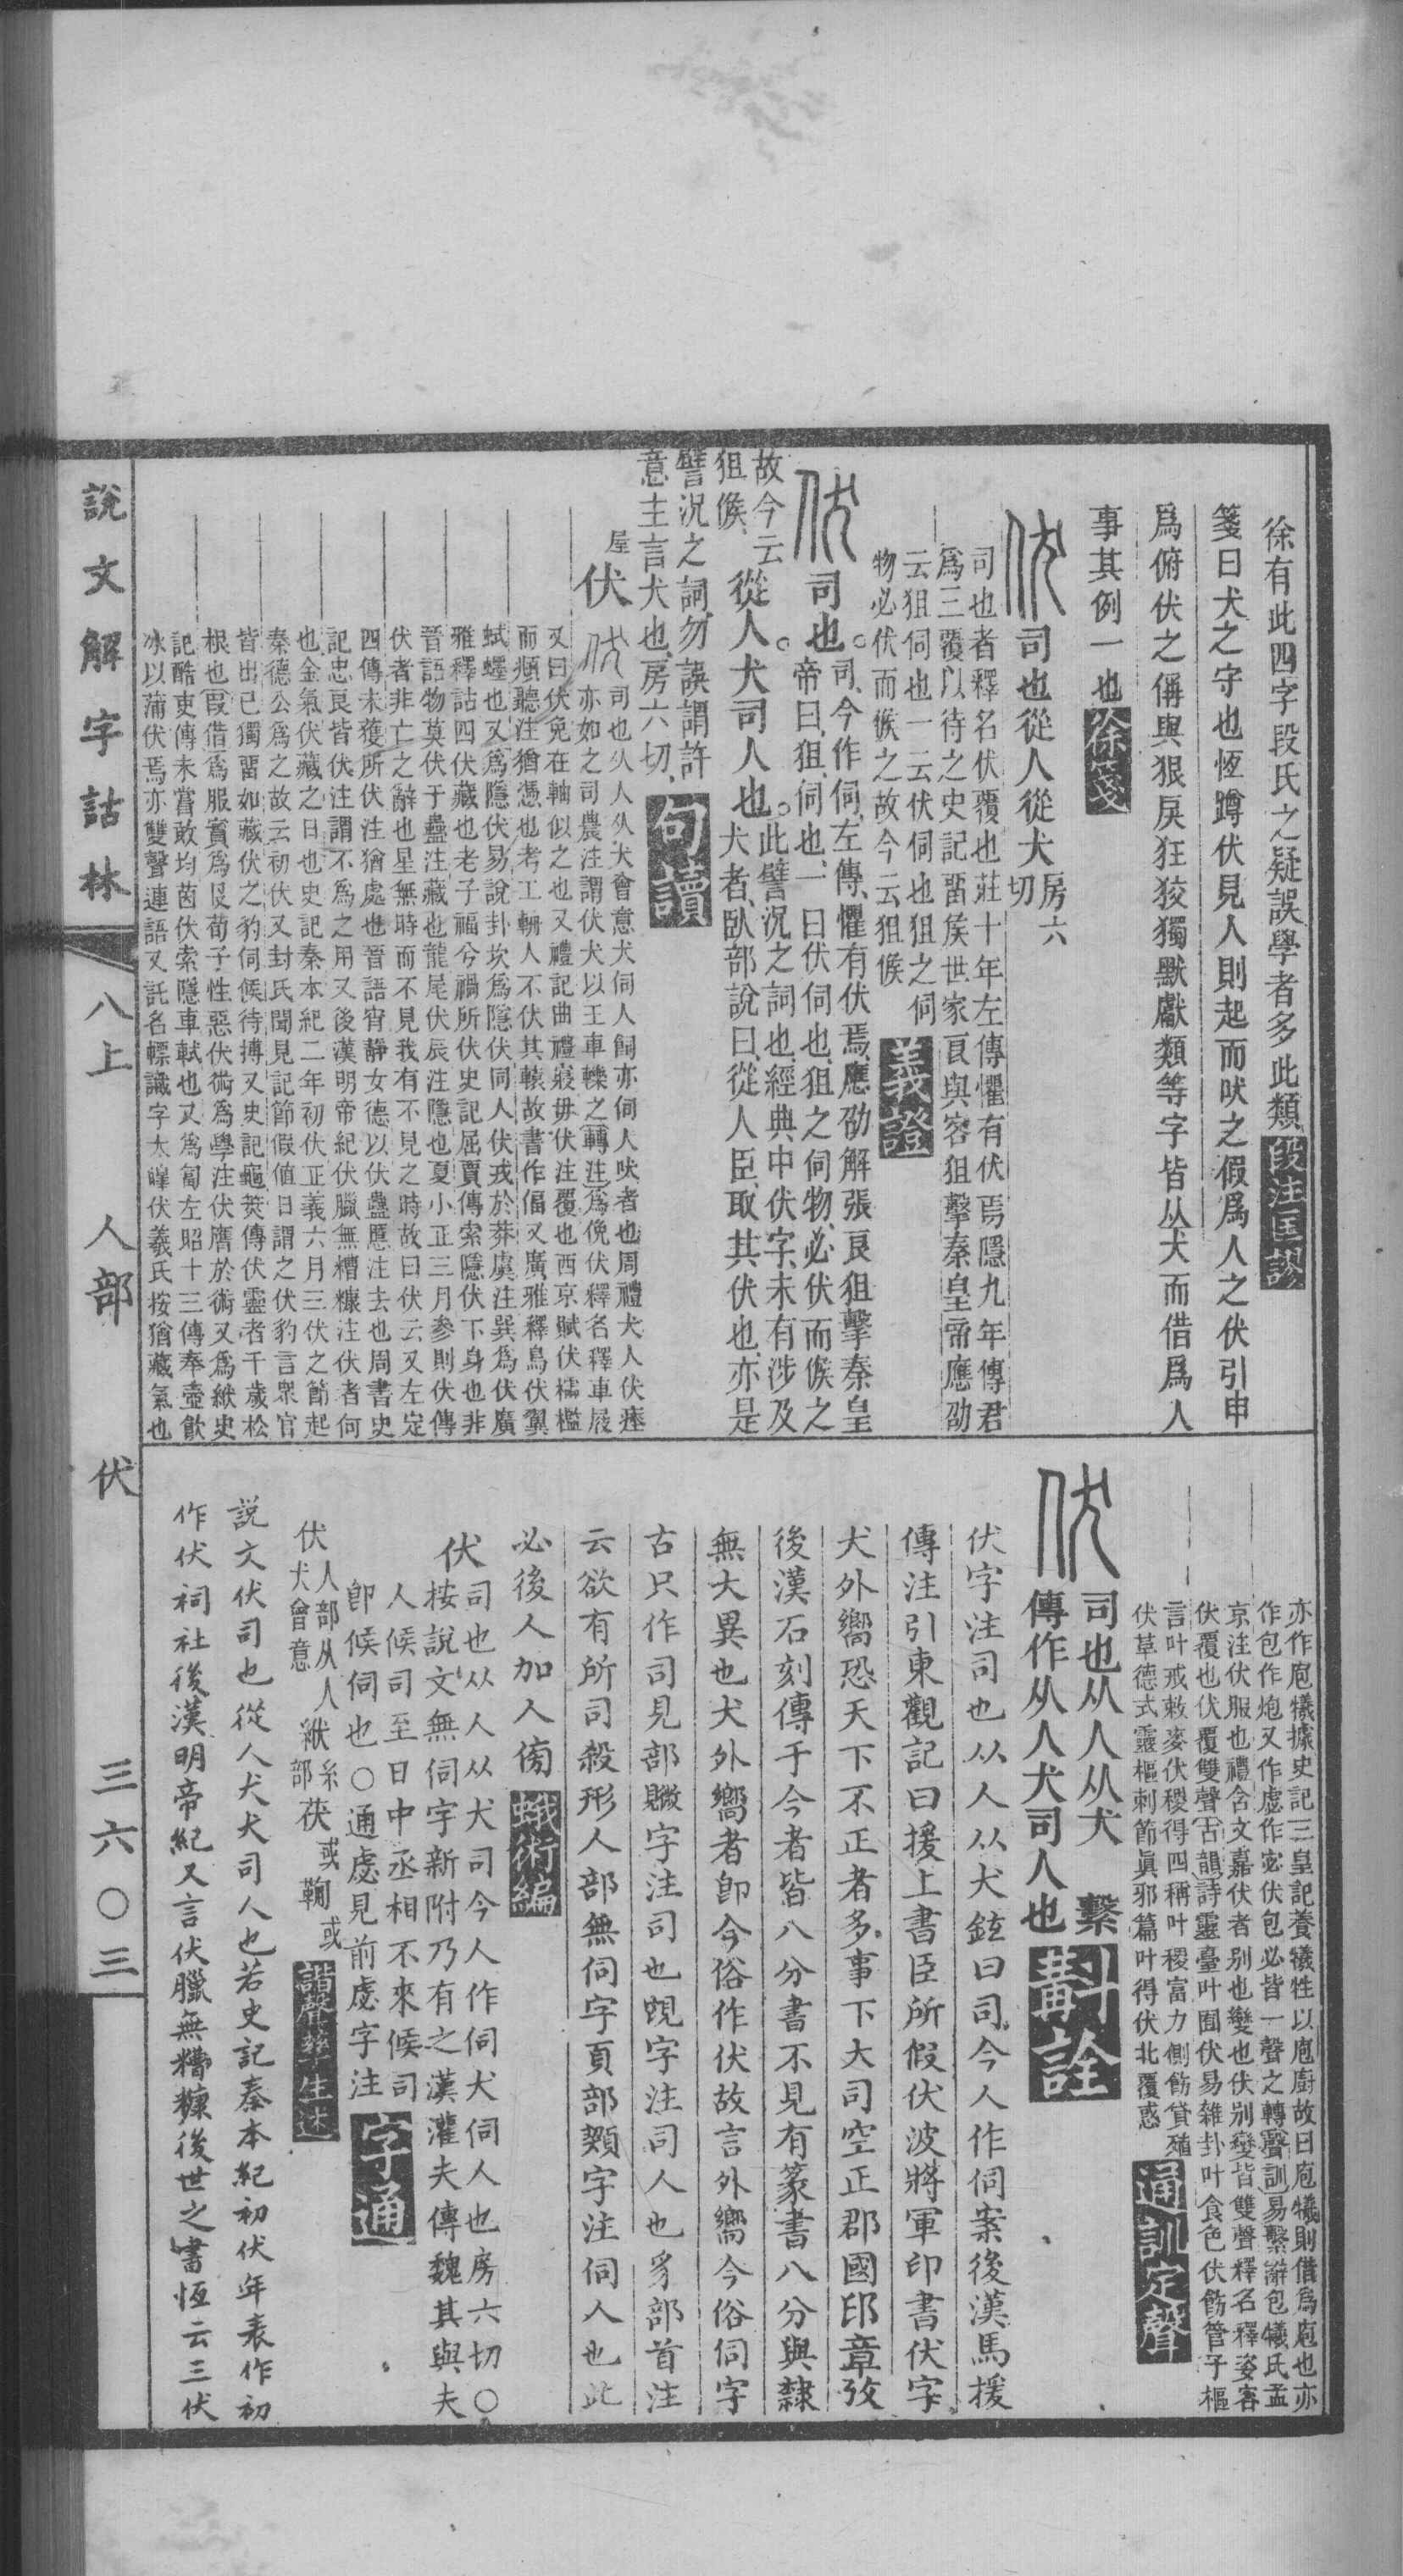 徐有此四字段氏之疑誤學者多此類段注匡謬
箋曰犬之守也恆蹲伏見人則起而吠之假爲人之伏引申
爲俯伏之偁與狠戾狂狡獨默獻類等字皆从犬而借爲人
事其例一也徐箋
伏司也從人從犬房六切
司也者釋名伏覆也莊十年左傳懼有伏焉隱九年傳君
爲三覆以待之史記畱侯世家良與客狙擊秦皇帝應劭
云狙伺也一云伏伺也狙之伺
物必伏而候之故今云狙候義證
伏司也。司、今作伺、左傳、懼有伏焉、應劭解張良狙擊秦皇
帝曰、狙、伺也、一曰伏伺也、狙之伺物、必伏而候之
故今云狙候、從人。犬司人也。此譬況之詞也、經典中伏字、未有涉及
犬者、臥部說曰、從人臣、取其伏也、亦是
譬況之詞、勿誤謂許
意主言犬也、房六切、句讀
屋
伏伏司也从人从犬會意犬伺人飼亦伺人吠者也周禮犬人伏瘞
亦如之司農注謂伏犬以王車轢之轉注爲俛伏釋名釋車屐
又曰伏兔在軸似之也又禮記曲禮寢毋伏注覆也西京賦伏櫺檻
而頫聽注猶憑也考工輈人不伏其轅故書作偪又廣雅釋鳥伏翼
蚮蠌也又爲隱伏易說卦坎爲隱伏同人伏戎於莽虞注巽爲伏廣
雅釋詁四伏藏也老子福兮禍所伏史記屈賈傳索隱伏下身也非
晉語物莫伏于蠱注藏也龍尾伏辰注隱也夏小正三月參則伏傳
伏者非亡之辭也星無時而不見我有不見之時故曰伏云又左定
四傳未獲所伏注猶處也晉語宵靜女德以伏蠱慝注去也周書史
記忠良皆伏注謂不爲之用又後漢明帝紀伏臘無糟糠注伏者何
也金氣伏藏之日也史記秦本紀二年初伏正義六月三伏之節起
秦德公爲之故云初伏又封氏聞見記節假値日謂之伏豹言衆官
皆出已獨畱如藏伏之豹伺候待搏又史記龜筴傳伏靈者千歲松
根也叚借爲服實爲𠬝荀子性惡伏術爲學注伏膺於術又爲絥史
記酷吏傳未嘗敢均茵伏索隱車軾也又爲匐左昭十三傳奉壺飮
冰以蒲伏焉亦雙聲連語又託名幖識字太皞伏羲氏按猶藏氣也
亦作庖犧據史記三皇記養犧牲以庖廚故曰庖犧則借爲庖也亦
作包作炮又作虙作宓伏包必皆一聲之轉聲訓易繫辭包犧氏孟
京注伏服也禮含文嘉伏者别也變也伏别變皆雙聲釋名釋姿容
伏覆也伏覆雙聲古韻詩靈臺叶囿伏易雜卦叶食色伏飭管子樞
言叶戒敕麥伏稷得四稱叶稷富力側飭貸殖
伏草德式靈樞刺節眞邪篇叶得伏北覆惑通訓定聲
伏司也从人从犬 繫
傳作从人犬司人也斠詮
伏字注司也从人从犬鉉曰司今人作伺案後漢馬援
傳注引東觀記曰援上書臣所假伏波將軍印書伏字
犬外嚮恐天下不正者多事下大司空正郡國印章攷
後漢石刻傳于今者皆八分書不見有篆書八分與隸
無大異也犬外嚮者卽今俗作伏故言外嚮今俗伺字
古只作司見部覹字注司也覕字注司人也豸部首注
云欲有所司殺形人部無伺字頁部䫔字注伺人也此
必後人加人㫄蛾術編
伏司也从人从犬司今人作伺犬伺人也房六切○
按說文無伺字新附乃有之漢灌夫傳魏其與夫
人候司至日中丞相不來候司
卽候伺也○通虙見前虙字注字通
伏人部从人犬會意絥糸部茯或鞴或諧聲孳生述
説文伏司也從人犬犬司人也若史記秦本紀初伏年表作初
作伏祠社後漢明帝紀又言伏臘無糟糠後世之書恆云三伏
說文解字詁林 八上 人部 伏 三六〇三